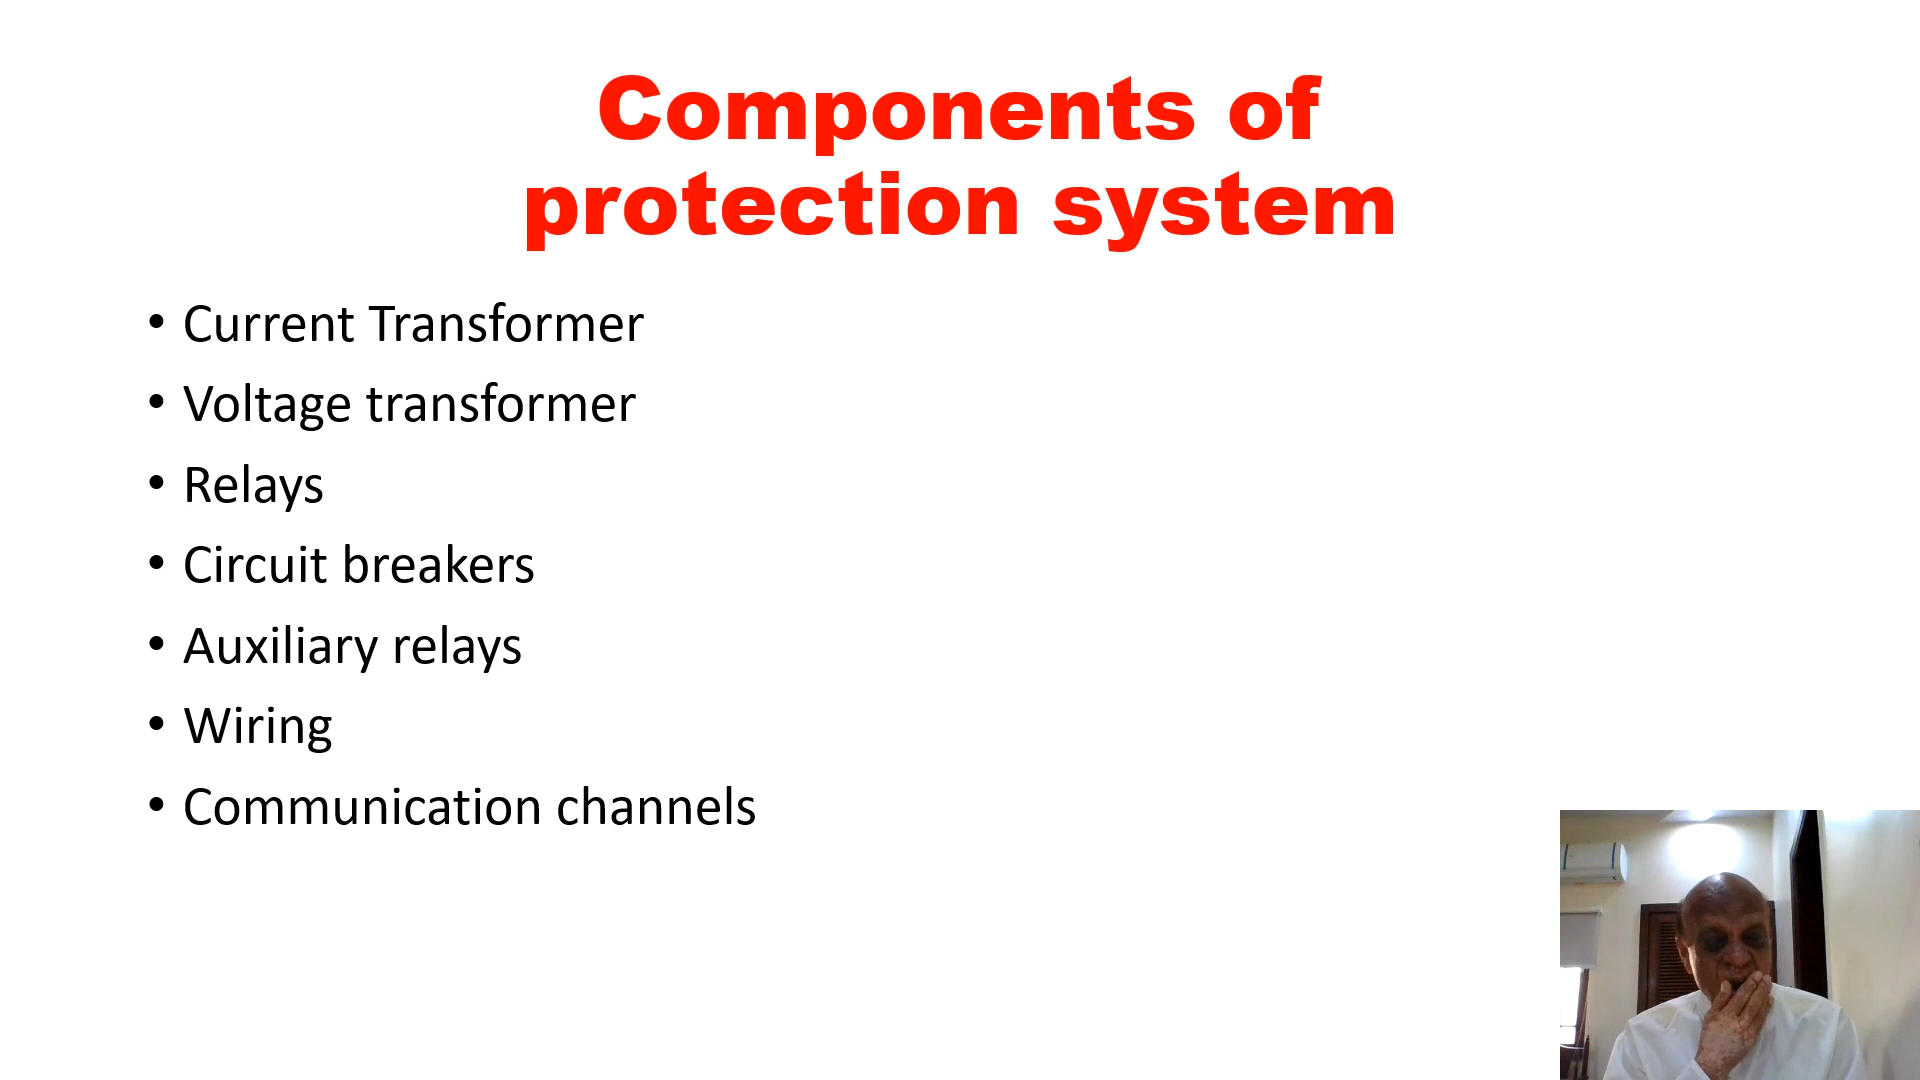 Components of
protection system
• Current Transformer
• Voltage transformer
• Relays
• Circuit breakers
• Auxiliary relays
• Wiring
• Communication channels